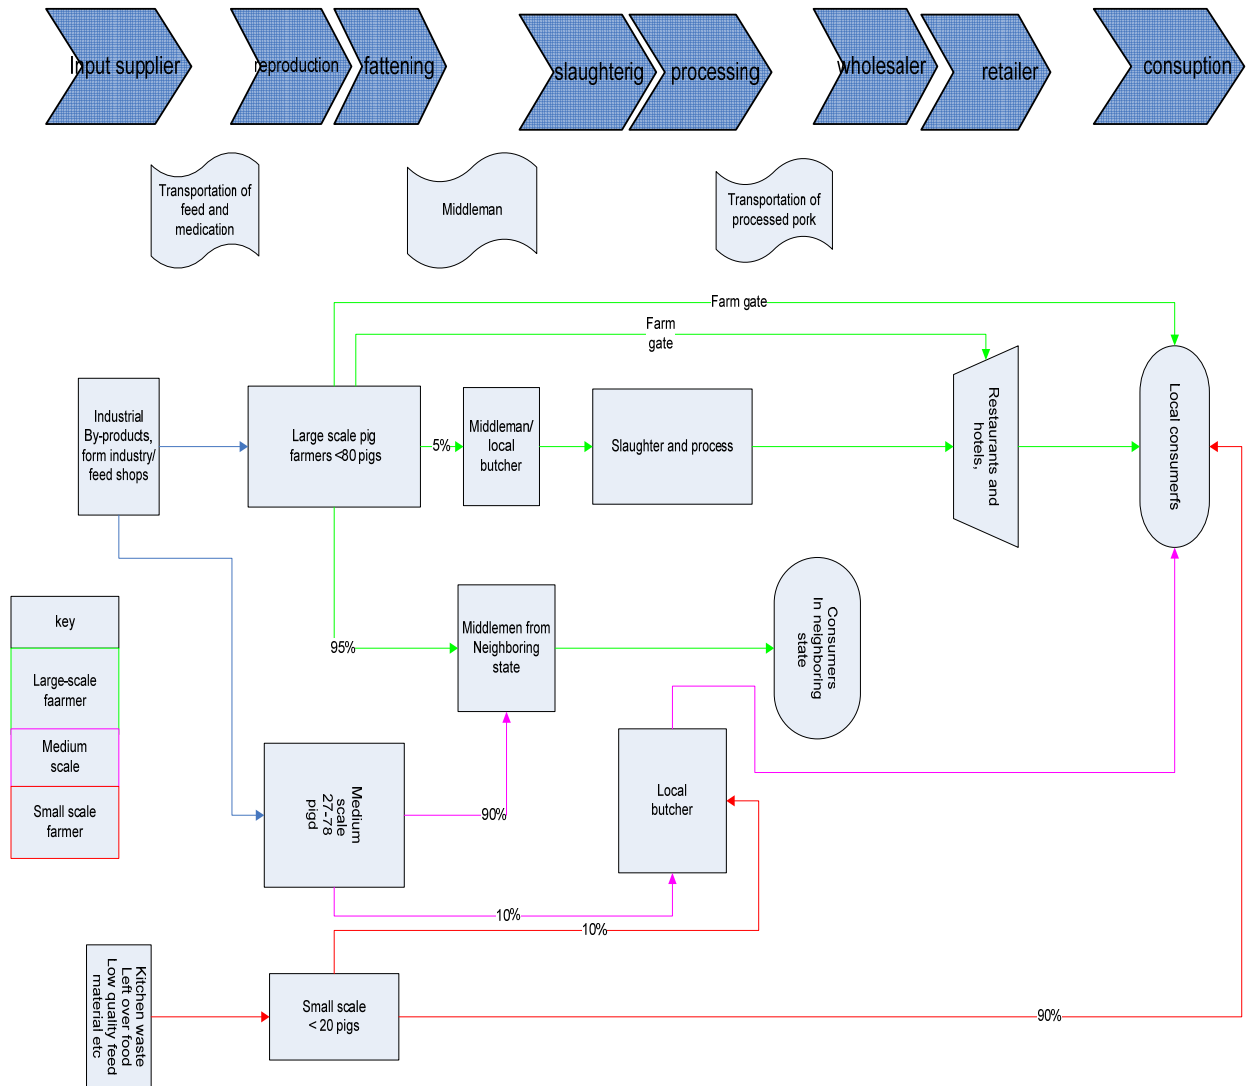 Input supplier
reproduction
fattening
slaughterig
processing
wholesaler
retailer
consuption
Transportation of
feed and
medication
Middleman
Transportation of
processed pork
Farm gate
Farm
gate
Industrial
By-products,
form industry/
feed shops
Large scale pig
farmers <80 pigs
5%
Middleman/
local
butcher
Slaughter and process
Restaurants and
hotels,
Local consumerfs
95%
Middlemen from
Neighboring
state
Consumers
In neighboring
state
key
Large-scale
faarmer
Medium
scale
Small scale
farmer
Medium
scale
27-78
pigd
90%
Local
butcher
10%
10%
Kitchen waste
Left over food
Low quality feed
material etc
Small scale
< 20 pigs
90%